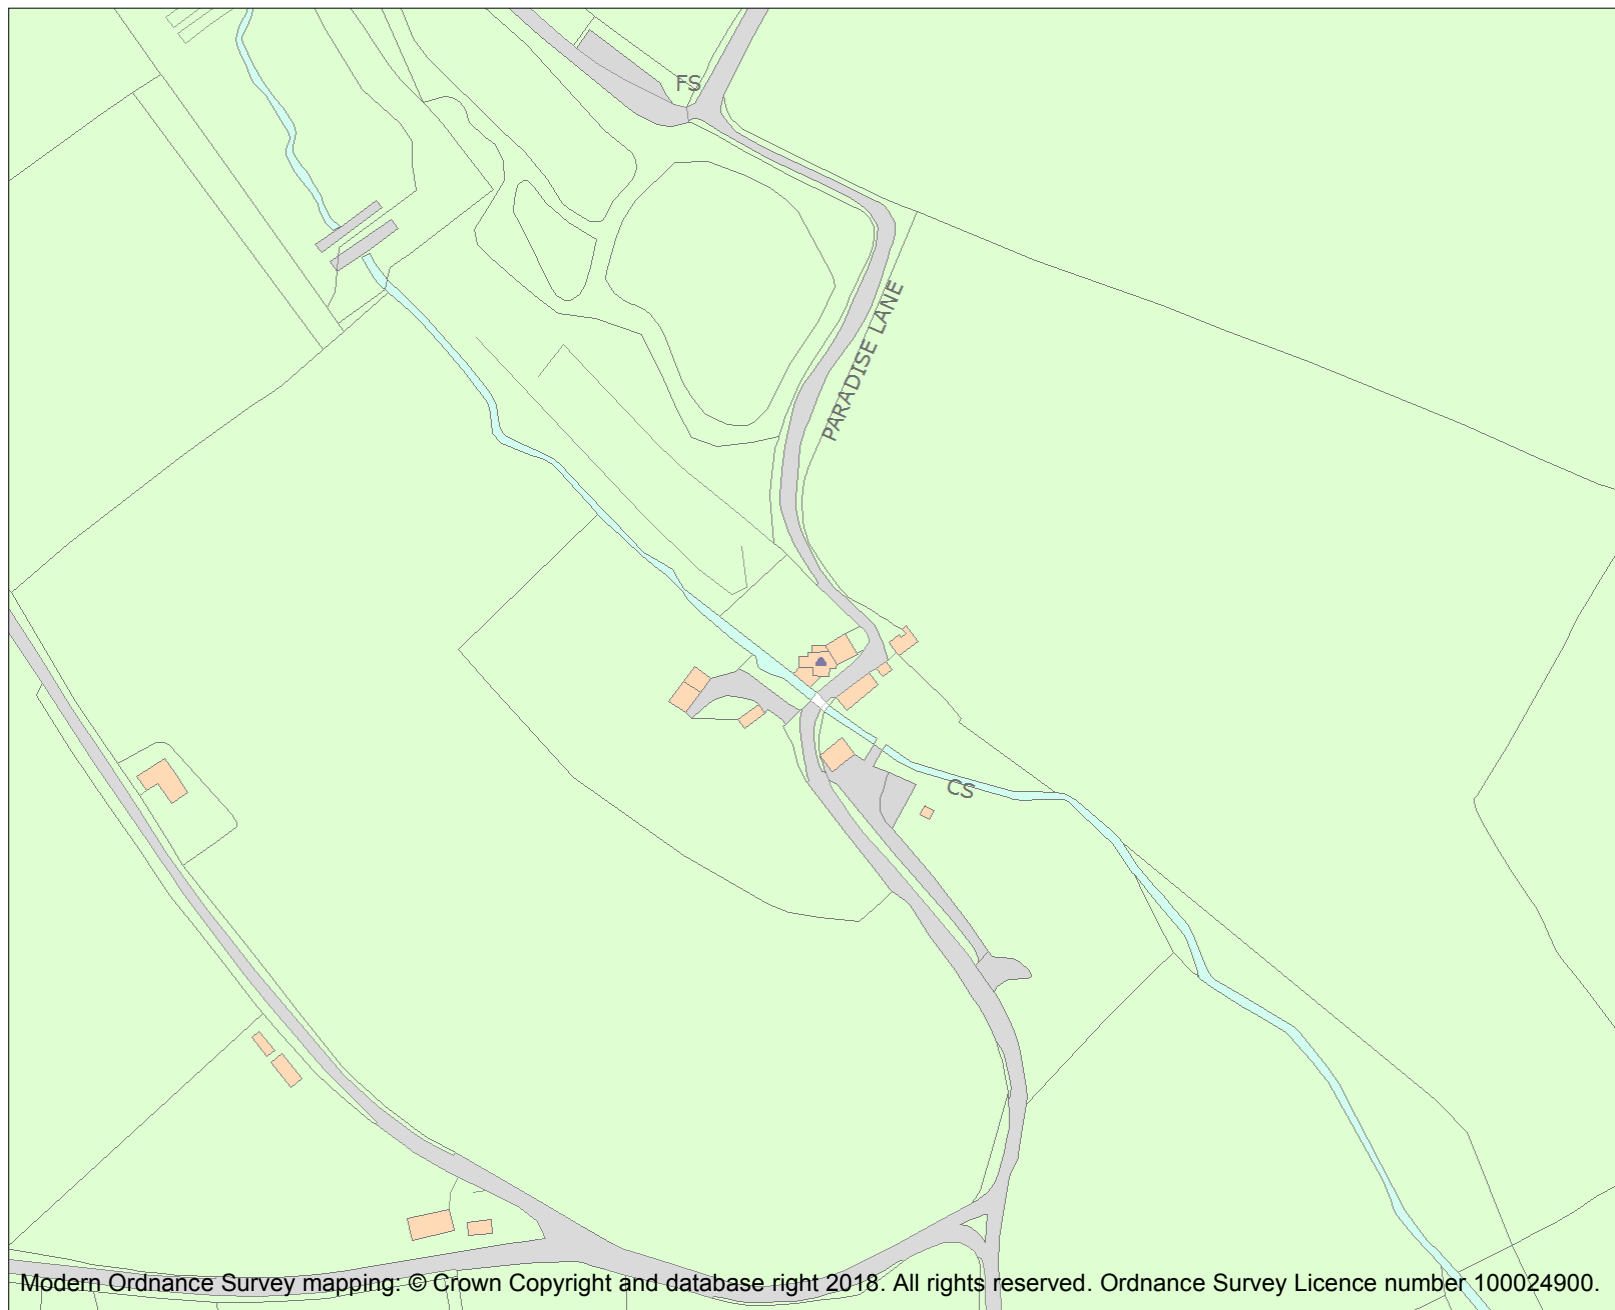 FS
PARADISE LANE
CS
Modern Ordnance Survey mapping: © Crown Copyright and database right 2018. All rights reserved. Ordnance Survey Licence number 100024900.